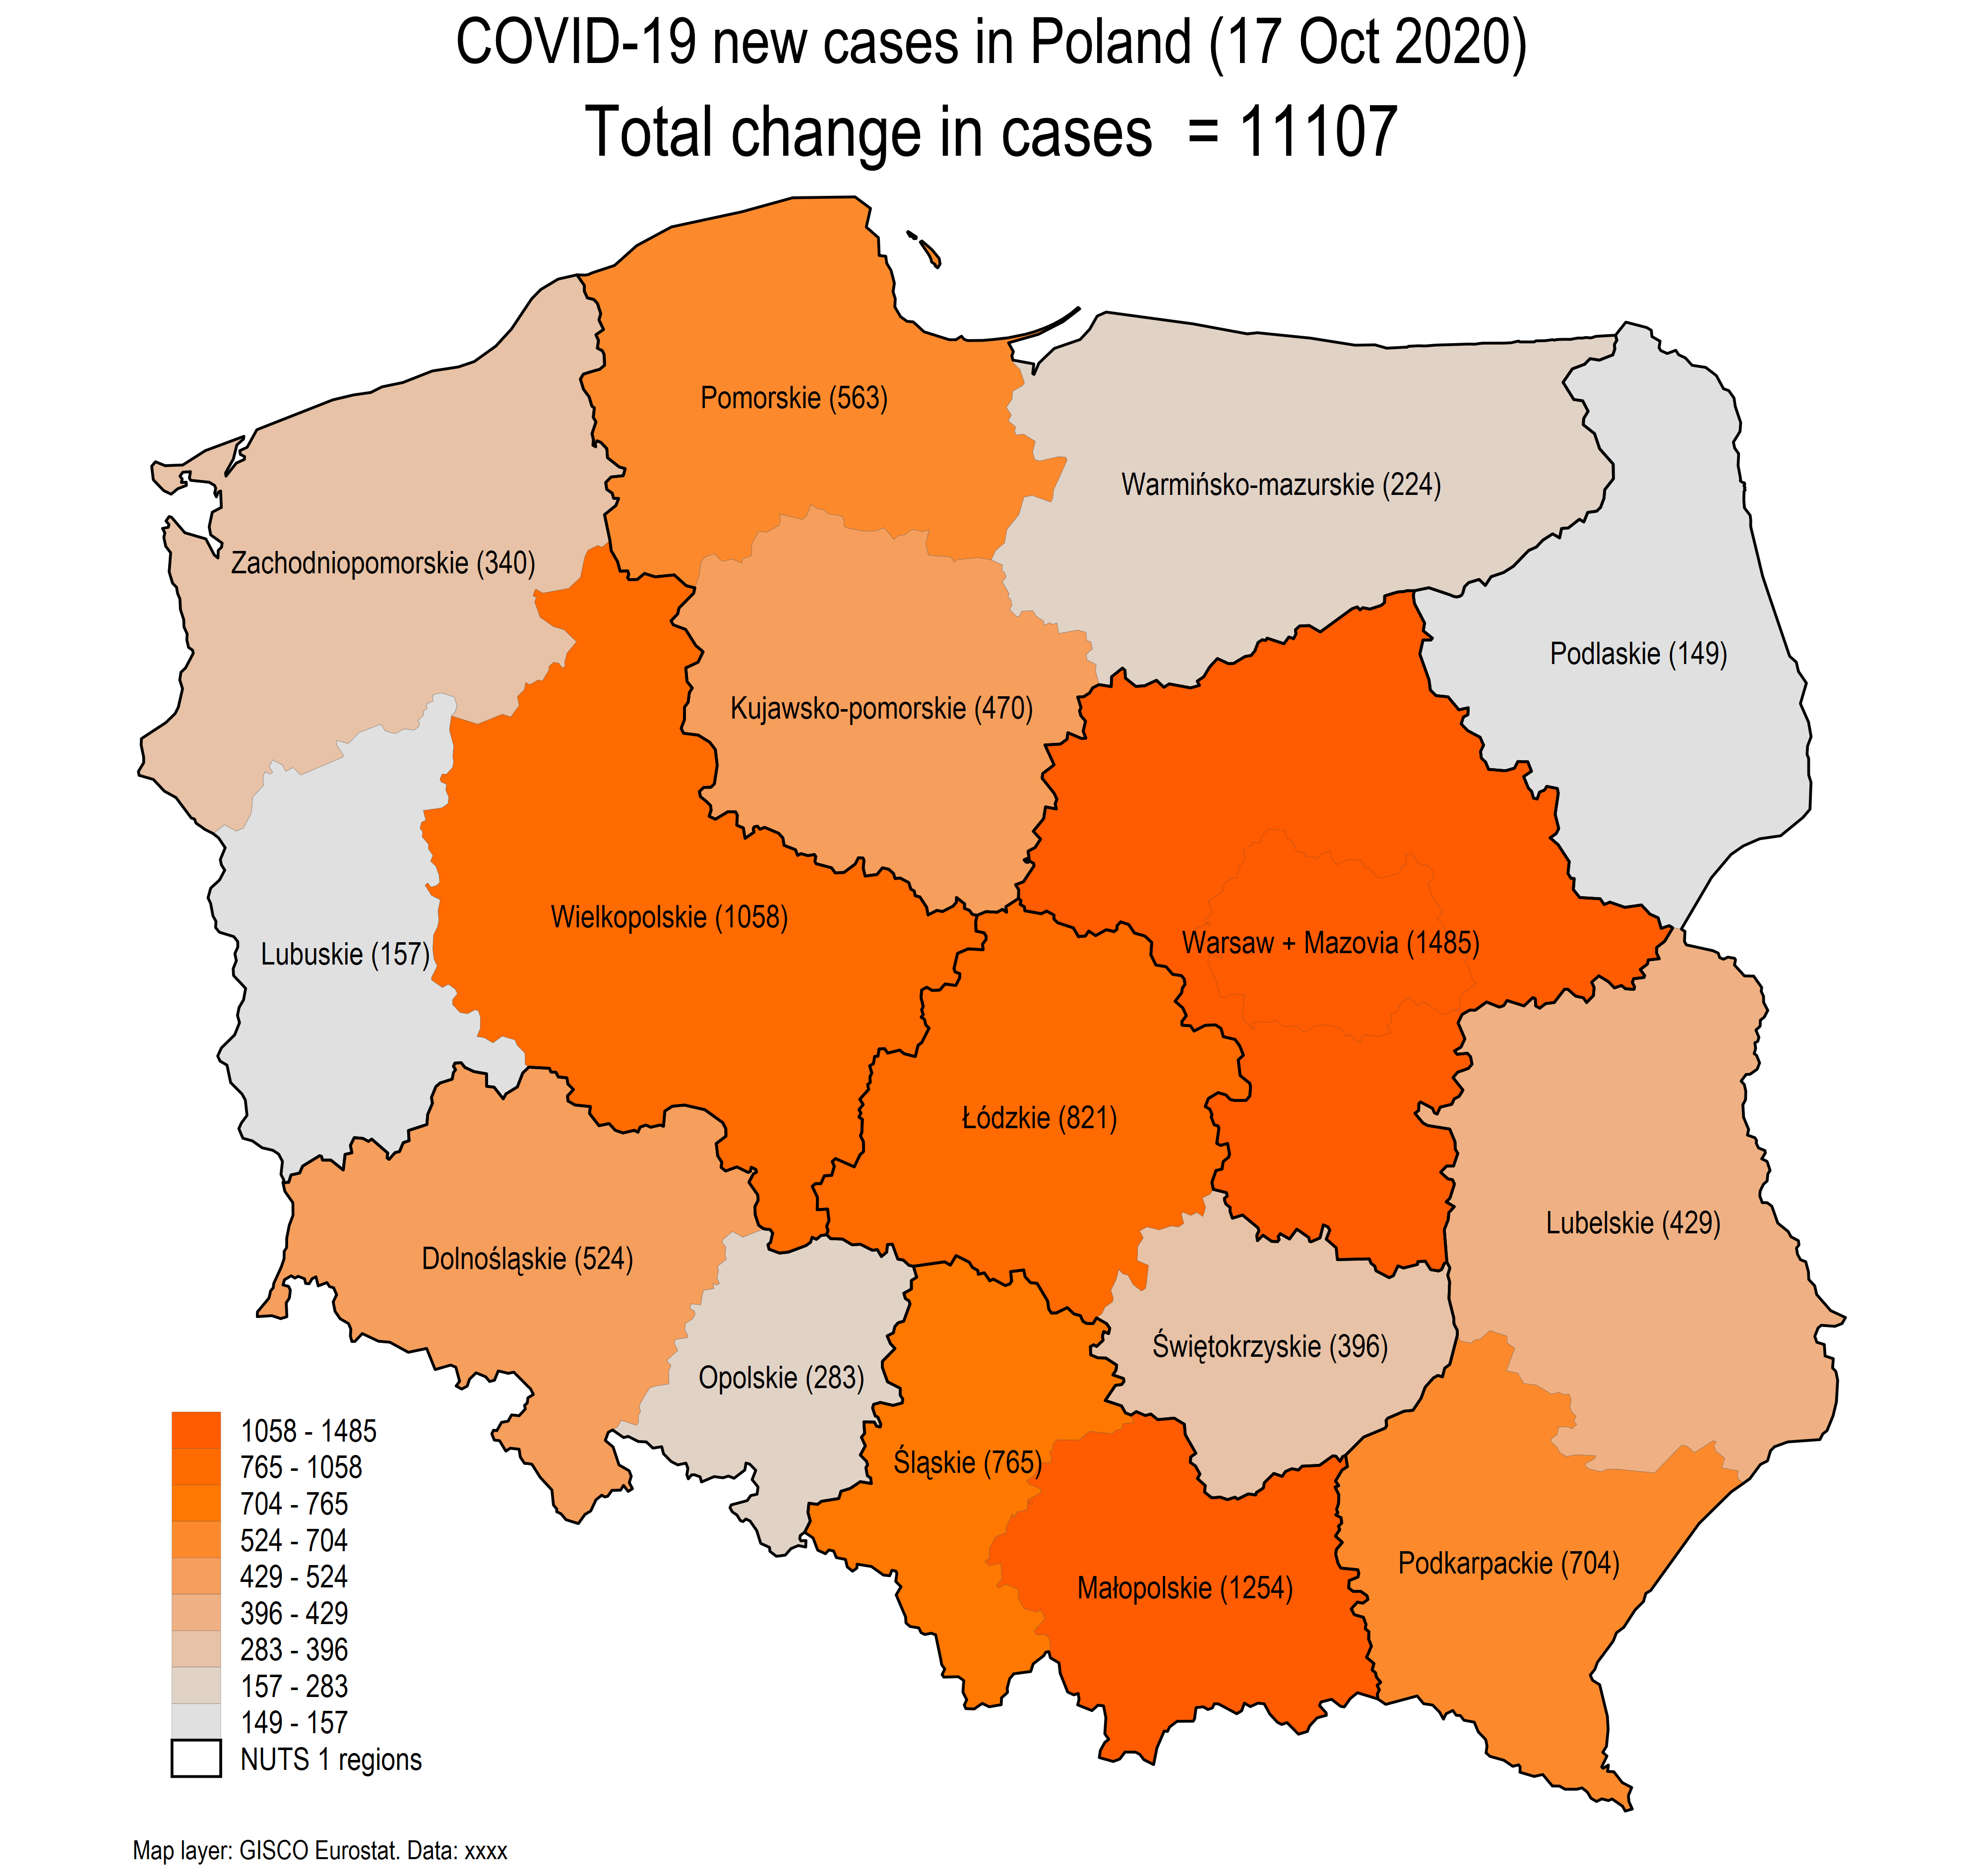 COVID-19 new cases in Poland (17 Oct 2020)
Total change in cases = 11107
Pomorskie (563)
Warmińsko-mazurskie (224)
Zachodniopomorskie (340)
Podlaskie (149)
Kujawsko-pomorskie (470)
Wielkopolskie (1058)
Warsaw + Mazovia (1485)
Lubuskie (157)
Łódzkie (821)
Lubelskie (429)
Dolnośląskie (524)
Świętokrzyskie (396)
Opolskie (283)
Śląskie (765)
Podkarpackie (704)
Małopolskie (1254)
1058 - 1485
765 - 1058
704 - 765
524 - 704
429 - 524
396 - 429
283 - 396
157 - 283
149 - 157
NUTS 1 regions
Map layer: GISCO Eurostat. Data: xxxx